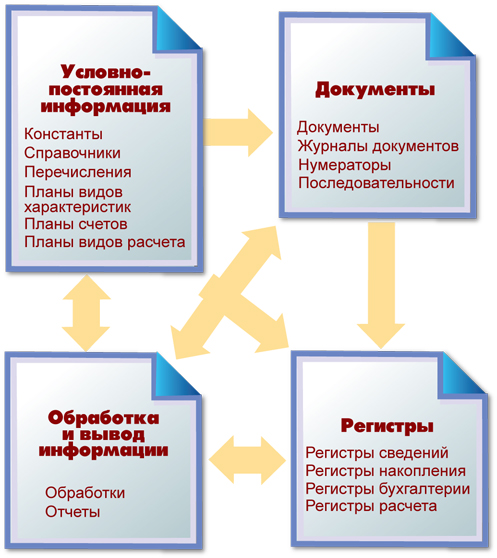 Условно-
постоянная
информация
Константы
Справочники
Перечисления
Планы видов
характеристик
Планы счетов
Планы видов расчета
Документы
Документы
Журналы документов
Нумераторы
Последовательности
Обработка
и вывод
информации
Обработки
Отчеты
Регистры
Регистры сведений
Регистры накопления
Регистры бухгалтерии
Регистры расчета